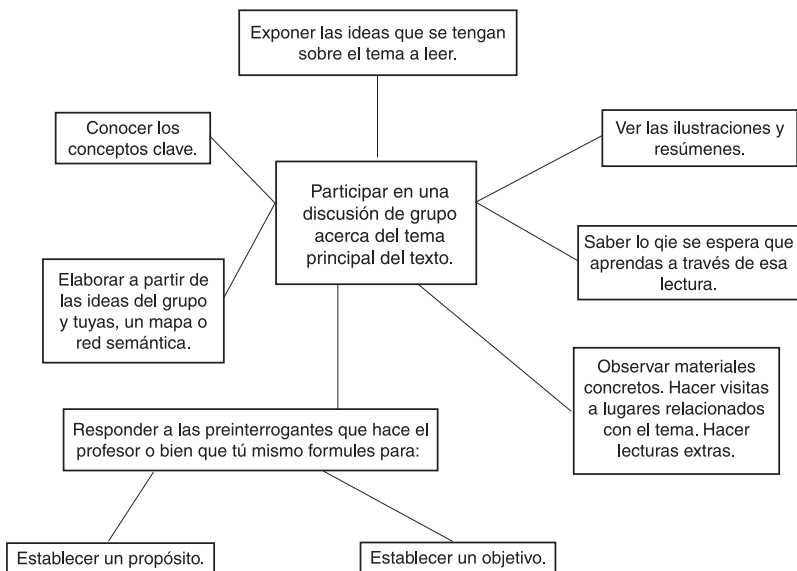 Exponer las ideas que se tengan
sobre el tema a leer.
Conocer los
conceptos clave.
Ver las ilustraciones y
resúmenes.
Participar en una
discusión de grupo
acerca del tema
principal del texto.
Saber lo qie se espera que
aprendas a través de esa
lectura.
Elaborar a partir de
las ideas del grupo
y tuyas, un mapa o
red semántica.
Observar materiales
concretos. Hacer visitas
a lugares relacionados
con el tema. Hacer
lecturas extras.
Responder a las preinterrogantes que hace el
profesor o bien que tú mismo formules para:
Establecer un propósito.
Establecer un objetivo.